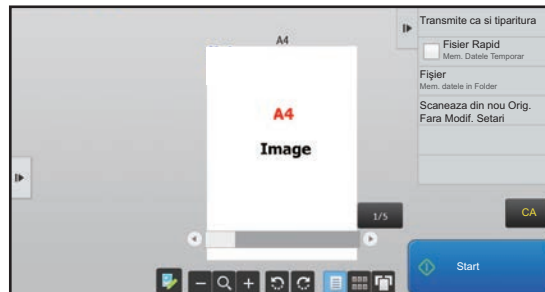 A4
A4
Image
1/5
Transmite ca si tiparitura
Fisier Rapid
Mem. Datele Temporar
Fişier
Mem. datele in Folder
Scaneaza din nou Orig.
Fara Modif. Setari
CA
Start